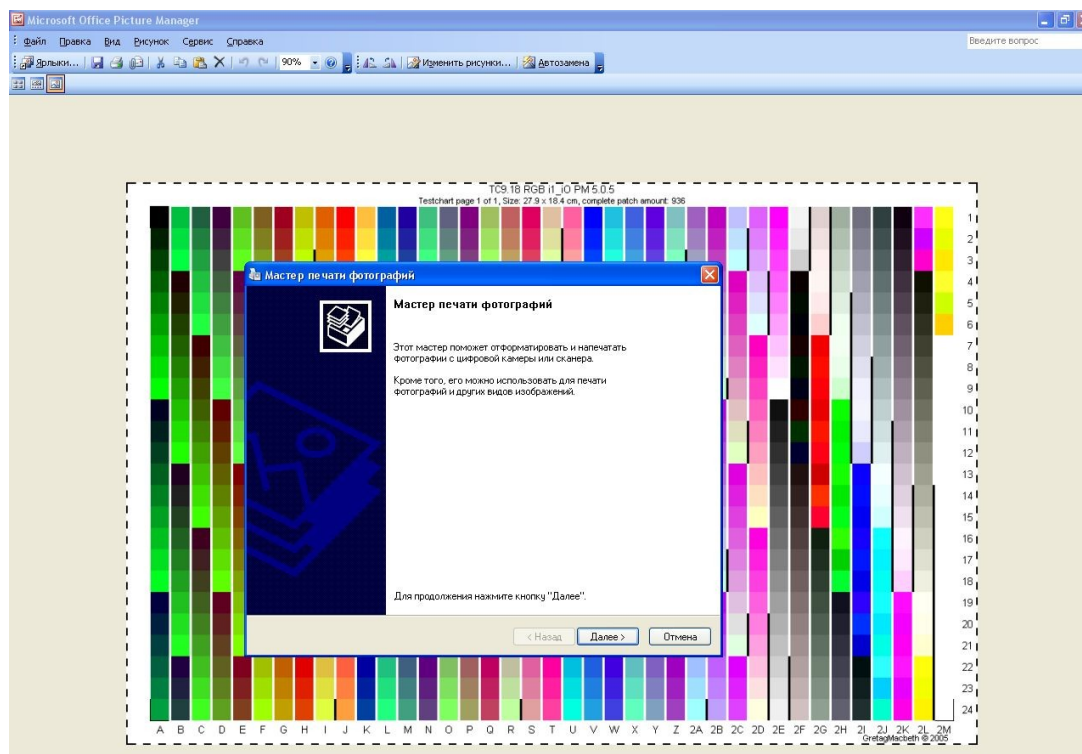 Microsoft Office Picture Manager
Файл Правка Вид Рисунок Сервис Справка
Введите вопрос
Ярлыки... 90% Изменить рисунки... Автозамена
TC9.18 RGB i1_iO PM 5.0.5
Testchart page 1 of 1, Size: 27.9 x 18.4 cm, complete patch amount: 936
1
2
3
Мастер печати фотографий
4
Мастер печати фотографий
5
6
Этот мастер поможет отформатировать и напечатать
фотографии с цифровой камеры или сканера.
7
8
Кроме того, его можно использовать для печати
фотографий и других видов изображений.
9
10
11
12
13
14
15
16
17
18
Для продолжения нажмите кнопку "Далее".
19
20
< Назад Далее > Отмена
21
22
23
24
A B C D E F G H I J K L M N O P Q R S T U V W X Y Z 2A 2B 2C 2D 2E 2F 2G 2H 2I 2J 2K 2L 2M
GretagMacbeth © 2005